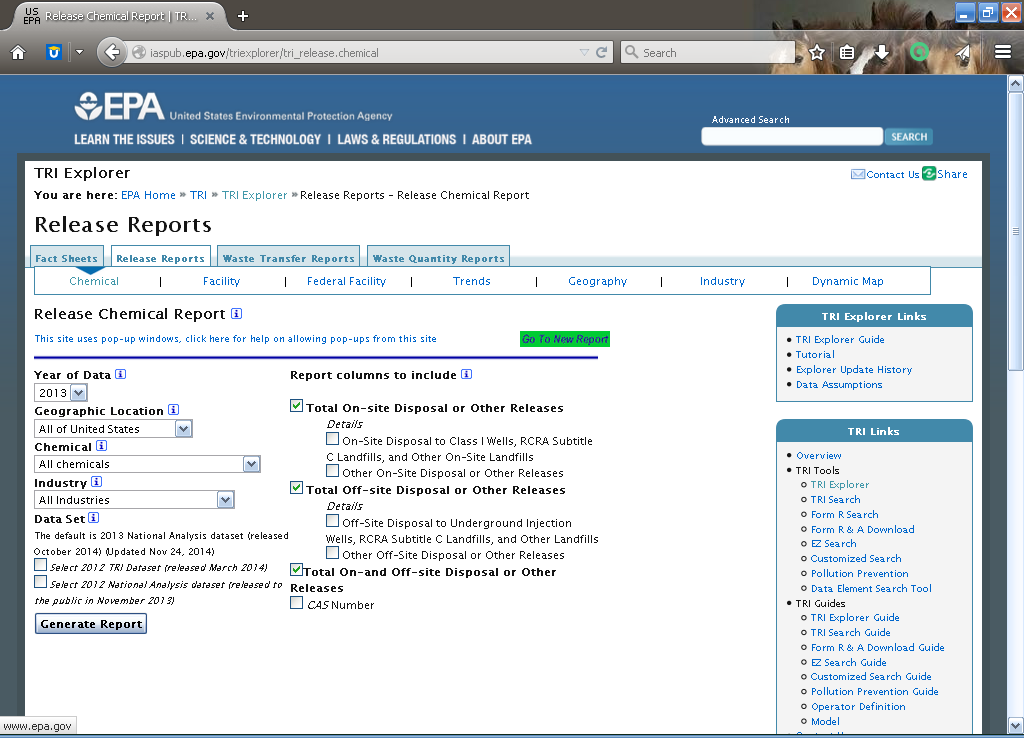 US
EPA
Release Chemical Report | TR...
iaspub.epa.gov/triexplorer/tri_release.chemical
Search
EPA United States Environmental Protection Agency
LEARN THE ISSUES | SCIENCE & TECHNOLOGY | LAWS & REGULATIONS | ABOUT EPA
Advanced Search
SEARCH
TRI Explorer
Contact Us Share
You are here: EPA Home » TRI » TRI Explorer » Release Reports - Release Chemical Report
Release Reports
Fact Sheets Release Reports Waste Transfer Reports Waste Quantity Reports
Chemical | Facility | Federal Facility | Trends | Geography | Industry | Dynamic Map
Release Chemical Report
This site uses pop-up windows, click here for help on allowing pop-ups from this site
Go To New Report
Year of Data
2013
Geographic Location
All of United States
Chemical
All chemicals
Industry
All Industries
Data Set
The default is 2013 National Analysis dataset (released
October 2014) (Updated Nov 24, 2014)
Select 2012 TRI Dataset (released March 2014)
Select 2012 National Analysis dataset (released to
the public in November 2013)
Generate Report
Report columns to include
Total On-site Disposal or Other Releases
Details
On-Site Disposal to Class I Wells, RCRA Subtitle
C Landfills, and Other On-Site Landfills
Other On-Site Disposal or Other Releases
Total Off-site Disposal or Other Releases
Details
Off-Site Disposal to Underground Injection
Wells, RCRA Subtitle C Landfills, and Other Landfills
Other Off-Site Disposal or Other Releases
Total On-and Off-site Disposal or Other
Releases
CAS Number
TRI Explorer Links
TRI Explorer Guide
Tutorial
Explorer Update History
Data Assumptions
TRI Links
Overview
TRI Tools
TRI Explorer
TRI Search
Form R Search
Form R & A Download
EZ Search
Customized Search
Pollution Prevention
Data Element Search Tool
TRI Guides
TRI Explorer Guide
TRI Search Guide
Form R & A Download Guide
EZ Search Guide
Customized Search Guide
Pollution Prevention Guide
Operator Definition
Model
www.epa.gov